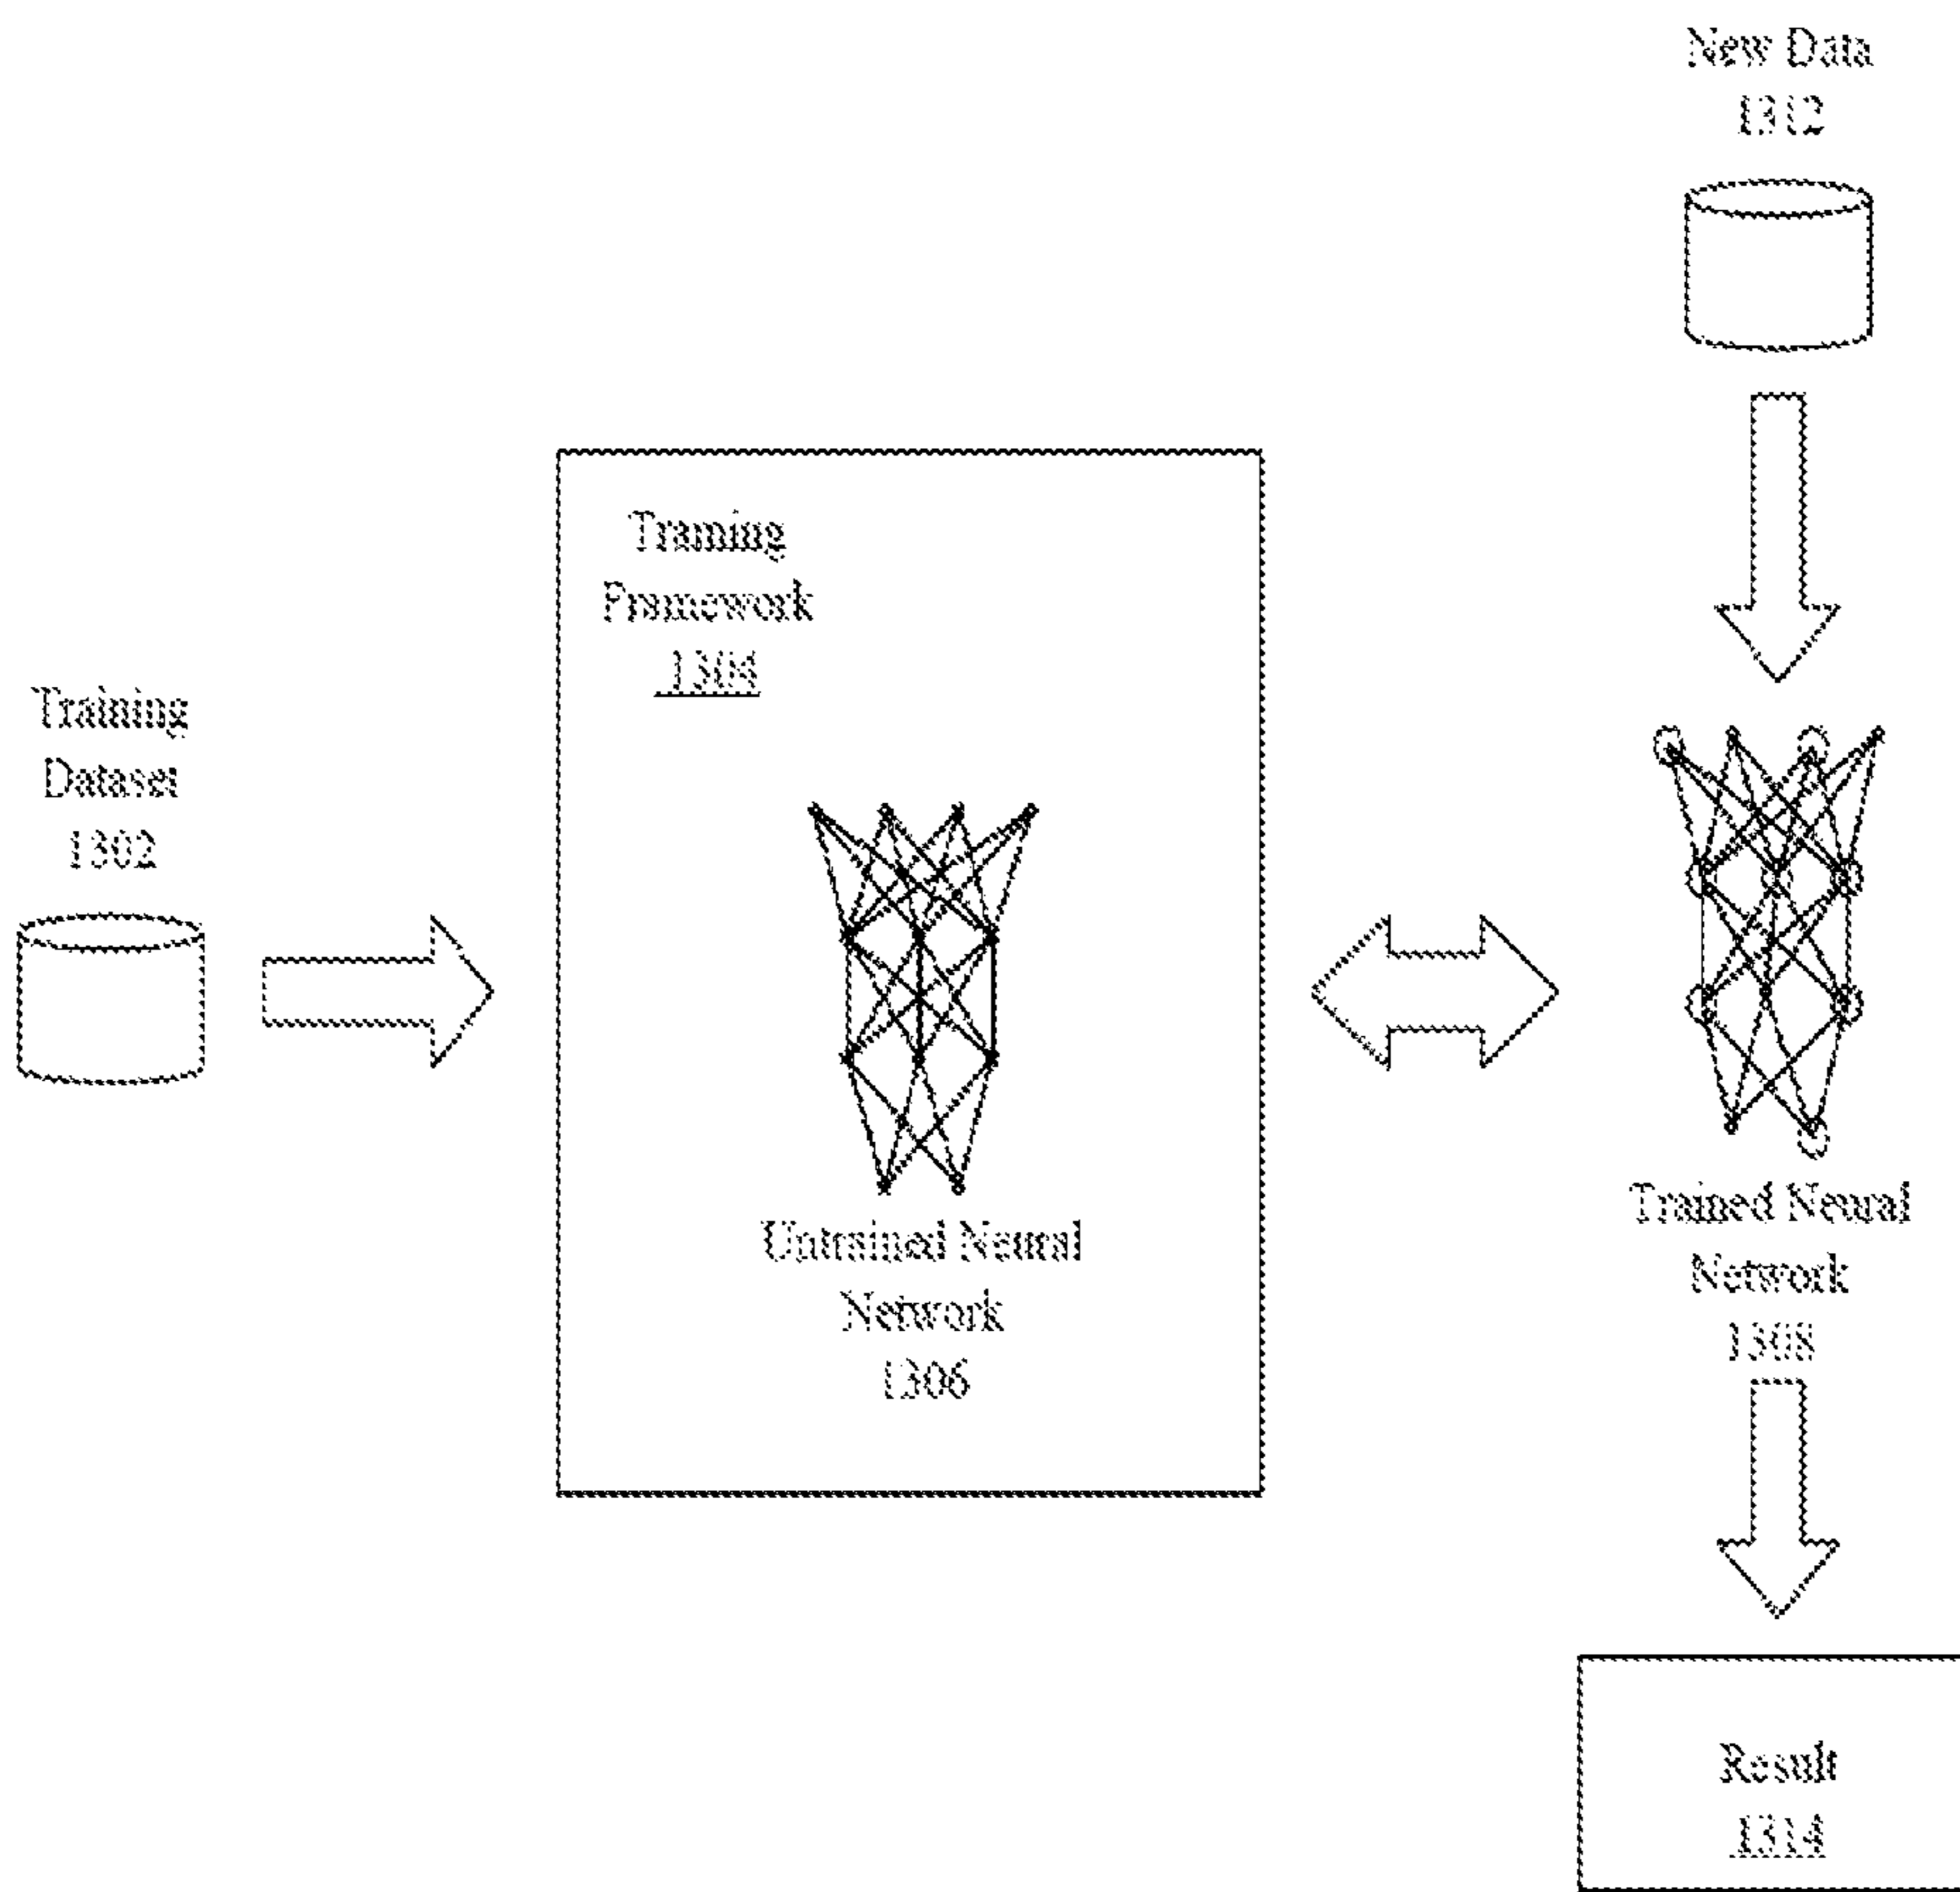 New Data
1312
Training
Framework
1304
Training
Dataset
1302
Untrained Neural
Network
1306
Trained Neural
Network
1308
Result
1314